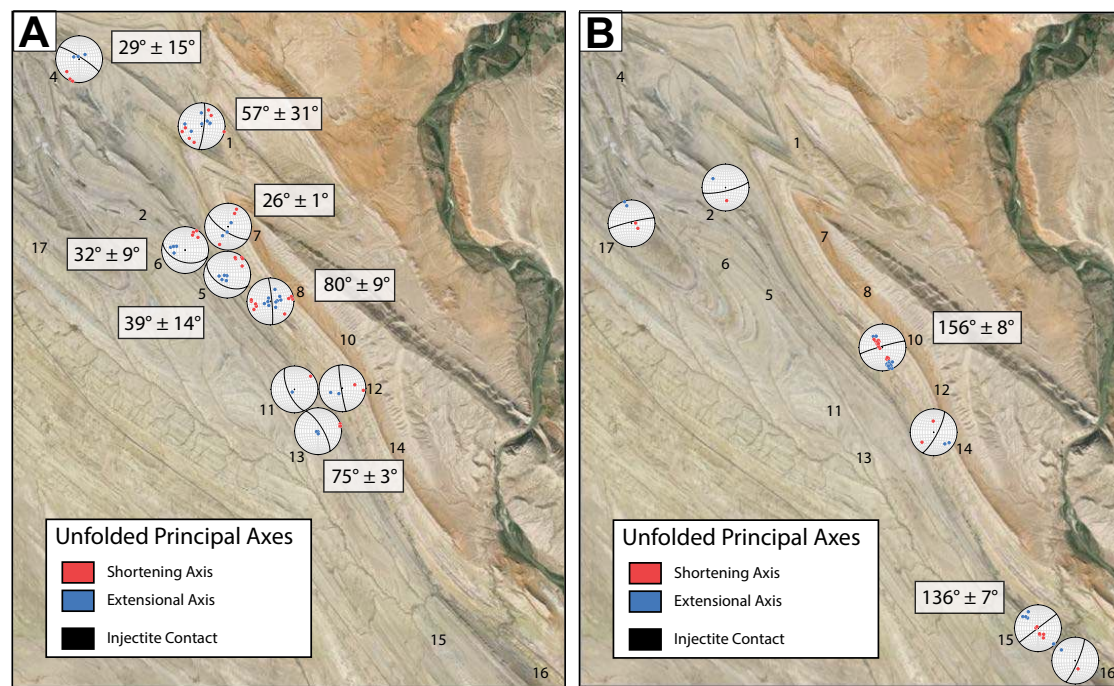 A
29° ± 15°
4
57° ± 31°
1
26° ± 1°
2
7
17
32° ± 9°
6
5
8
80° ± 9°
39° ± 14°
10
11
12
13
14
75° ± 3°
Unfolded Principal Axes
Shortening Axis
Extensional Axis
Injectite Contact
15
16
B
4
1
2
17
7
6
5
8
156° ± 8°
10
12
11
14
13
Unfolded Principal Axes
Shortening Axis
Extensional Axis
Injectite Contact
136° ± 7°
15
16